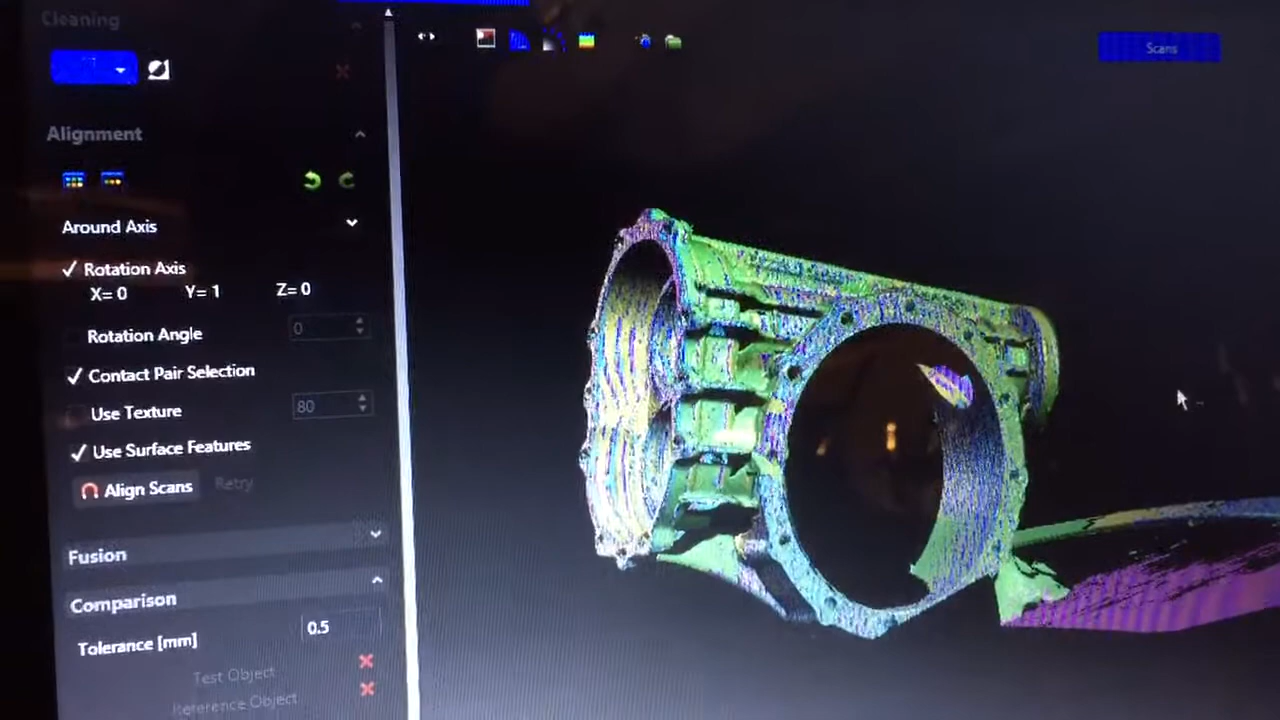 Cleaning
Scans
Alignment
Around Axis
Rotation Axis
X= 0 Y= 1 Z= 0
Rotation Angle 0
Contact Pair Selection
Use Texture 80
Use Surface Features
Align Scans Retry
Fusion
Comparison
Tolerance [mm] 0.5
Test Object
Reference Object